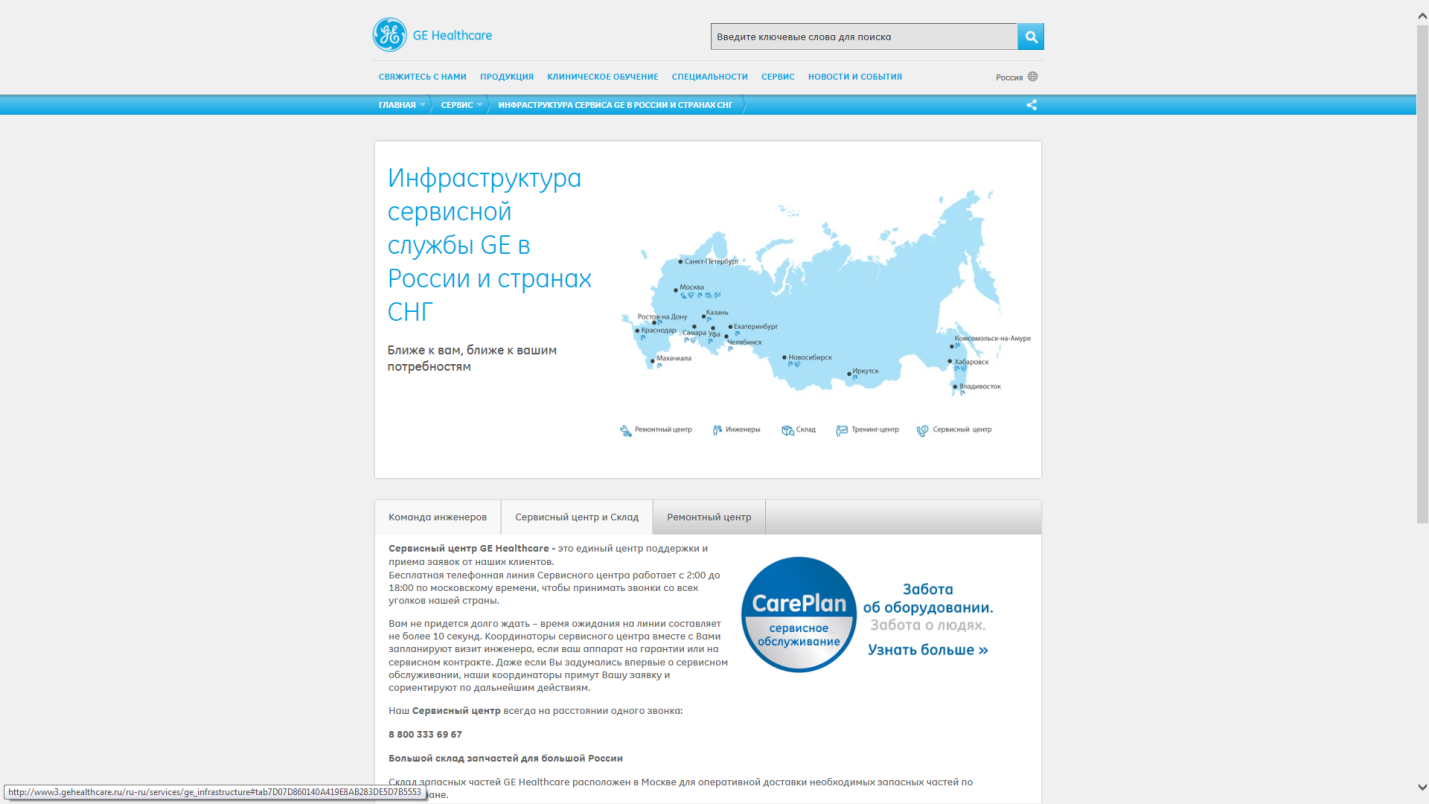 GE Healthcare
Введите ключевые слова для поиска
СВЯЖИТЕСЬ С НАМИ ПРОДУКЦИЯ КЛИНИЧЕСКОЕ ОБУЧЕНИЕ СПЕЦИАЛЬНОСТИ СЕРВИС НОВОСТИ И СОБЫТИЯ
Россия
ГЛАВНАЯ СЕРВИС ИНФРАСТРУКТУРА СЕРВИСА GE В РОССИИ И СТРАНАХ СНГ
Инфраструктура
сервисной
службы GE в
России и странах
СНГ
Ближе к вам, ближе к вашим
потребностям
Санкт-Петербург
Москва
Ростов-на Дону
Казань
Краснодар
Самара
Уфа
Екатеринбург
Челябинск
Махачкала
Новосибирск
Иркутск
Комсомольск-на-Амуре
Хабаровск
Владивосток
Ремонтный центр Инженеры Склад Тренинг-центр Сервисный центр
Команда инженеров Сервисный центр и Склад Ремонтный центр
Сервисный центр GE Healthcare - это единый центр поддержки и
приема заявок от наших клиентов.
Бесплатная телефонная линия Сервисного центра работает с 2:00 до
18:00 по московскому времени, чтобы принимать звонки со всех
уголков нашей страны.
Вам не придется долго ждать – время ожидания на линии составляет
не более 10 секунд. Координаторы сервисного центра вместе с Вами
запланируют визит инженера, если ваш аппарат на гарантии или на
сервисном контракте. Даже если Вы задумались впервые о сервисном
обслуживании, наши координаторы примут Вашу заявку и
сориентируют по дальнейшим действиям.
Наш Сервисный центр всегда на расстоянии одного звонка:
8 800 333 69 67
Большой склад запчастей для большой России
Склад запасных частей GE Healthcare расположен в Москве для оперативной доставки необходимых запасных частей по
CarePlan
сервисное
обслуживание
Забота
об оборудовании.
Забота о людях.
Узнать больше »
http://www3.gehealthcare.ru/ru-ru/services/ge_infrastructure#tab7D07D860140A419E8AB283DE5D7B5553